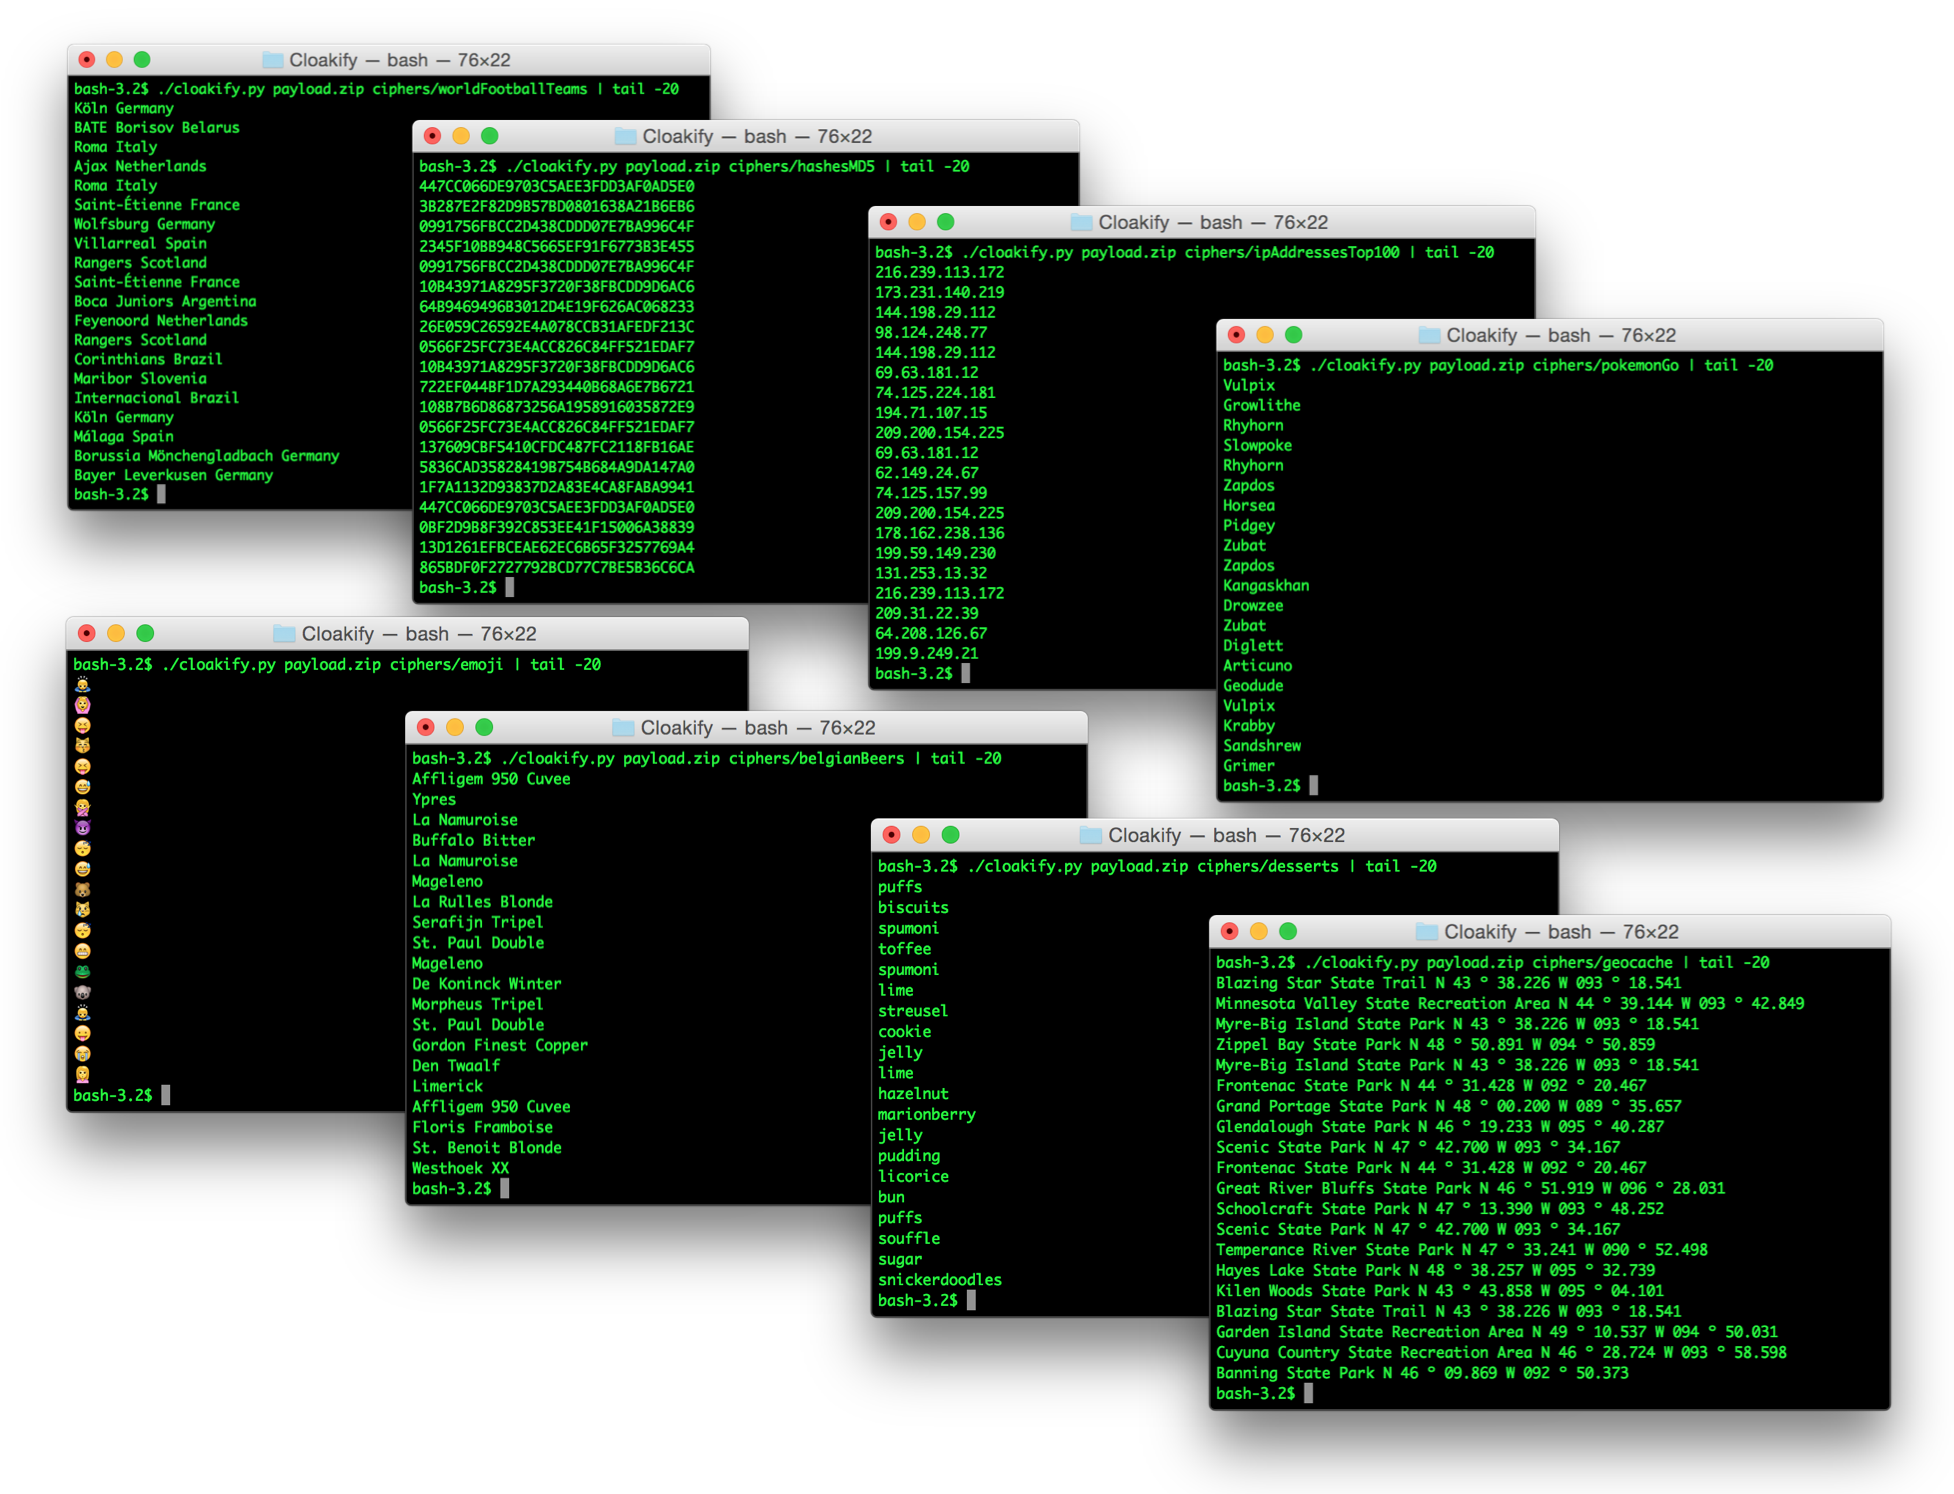 Cloakify — bash — 76×22
bash-3.2$ ./cloakify.py payload.zip ciphers/worldFootballTeams | tail -20
Köln Germany
BATE Borisov Belarus
Roma Italy
Ajax Netherlands
Roma Italy
Saint-Étienne France
Wolfsburg Germany
Villarreal Spain
Rangers Scotland
Saint-Étienne France
Boca Juniors Argentina
Feyenoord Netherlands
Rangers Scotland
Corinthians Brazil
Maribor Slovenia
Internacional Brazil
Köln Germany
Málaga Spain
Borussia Mönchengladbach Germany
Bayer Leverkusen Germany
bash-3.2$
Cloakify — bash — 76×22
bash-3.2$ ./cloakify.py payload.zip ciphers/hashesMD5 | tail -20
447CC066DE9703C5AEE3FDD3AF0AD5E0
3B287E2F82D9B57BD0801638A21B6EB6
0991756FBCC2D438CDDD07E7BA996C4F
2345F10BB948C5665EF91F6773B3E455
0991756FBCC2D438CDDD07E7BA996C4F
10B43971A8295F3720F38FBCDD9D6AC6
64B9469496B3012D4E19F626AC068233
26E059C26592E4A078CCB31AFEDF213C
0566F25FC73E4ACC826C84FF521EDAF7
10B43971A8295F3720F38FBCDD9D6AC6
722EF044BF1D7A293440B68A6E7B6721
108B7B6D86873256A1958916035872E9
0566F25FC73E4ACC826C84FF521EDAF7
137609CBF5410CFDC487FC2118FB16AE
5836CAD35828419B754B684A9DA147A0
1F7A1132D93837D2A83E4CA8FABA9941
447CC066DE9703C5AEE3FDD3AF0AD5E0
0BF2D9B8F392C853EE41F15006A38839
13D1261EFBCEAE62EC6B65F3257769A4
865BDF0F2727792BCD77C7BE5B36C6CA
bash-3.2$
Cloakify — bash — 76×22
bash-3.2$ ./cloakify.py payload.zip ciphers/ipAddressesTop100 | tail -20
216.239.113.172
173.231.140.219
144.198.29.112
98.124.248.77
144.198.29.112
69.63.181.12
74.125.224.181
194.71.107.15
209.200.154.225
69.63.181.12
62.149.24.67
74.125.157.99
209.200.154.225
178.162.238.136
199.59.149.230
131.253.13.32
216.239.113.172
209.31.22.39
64.208.126.67
199.9.249.21
bash-3.2$
Cloakify — bash — 76×22
bash-3.2$ ./cloakify.py payload.zip ciphers/pokemonGo | tail -20
Vulpix
Growlithe
Rhyhorn
Slowpoke
Rhyhorn
Zapdos
Horsea
Pidgey
Zubat
Zapdos
Kangaskhan
Drowzee
Zubat
Diglett
Articuno
Geodude
Vulpix
Krabby
Sandshrew
Grimer
bash-3.2$
Cloakify — bash — 76×22
bash-3.2$ ./cloakify.py payload.zip ciphers/emoji | tail -20
bash-3.2$
Cloakify — bash — 76×22
bash-3.2$ ./cloakify.py payload.zip ciphers/belgianBeers | tail -20
Affligem 950 Cuvee
Ypres
La Namuroise
Buffalo Bitter
La Namuroise
Mageleno
La Rulles Blonde
Serafijn Tripel
St. Paul Double
Mageleno
De Koninck Winter
Morpheus Tripel
St. Paul Double
Gordon Finest Copper
Den Twaalf
Limerick
Affligem 950 Cuvee
Floris Framboise
St. Benoit Blonde
Westhoek XX
bash-3.2$
Cloakify — bash — 76×22
bash-3.2$ ./cloakify.py payload.zip ciphers/desserts | tail -20
puffs
biscuits
spumoni
toffee
spumoni
lime
streusel
cookie
jelly
lime
hazelnut
marionberry
jelly
pudding
licorice
bun
puffs
souffle
sugar
snickerdoodles
bash-3.2$
Cloakify — bash — 76×22
bash-3.2$ ./cloakify.py payload.zip ciphers/geocache | tail -20
Blazing Star State Trail N 43 ° 38.226 W 093 ° 18.541
Minnesota Valley State Recreation Area N 44 ° 39.144 W 093 ° 42.849
Myre-Big Island State Park N 43 ° 38.226 W 093 ° 18.541
Zippel Bay State Park N 48 ° 50.891 W 094 ° 50.859
Myre-Big Island State Park N 43 ° 38.226 W 093 ° 18.541
Frontenac State Park N 44 ° 31.428 W 092 ° 20.467
Grand Portage State Park N 48 ° 00.200 W 089 ° 35.657
Glendalough State Park N 46 ° 19.233 W 095 ° 40.287
Scenic State Park N 47 ° 42.700 W 093 ° 34.167
Frontenac State Park N 44 ° 31.428 W 092 ° 20.467
Great River Bluffs State Park N 46 ° 51.919 W 096 ° 28.031
Schoolcraft State Park N 47 ° 13.390 W 093 ° 48.252
Scenic State Park N 47 ° 42.700 W 093 ° 34.167
Temperance River State Park N 47 ° 33.241 W 090 ° 52.498
Hayes Lake State Park N 48 ° 38.257 W 095 ° 32.739
Kilen Woods State Park N 43 ° 43.858 W 095 ° 04.101
Blazing Star State Trail N 43 ° 38.226 W 093 ° 18.541
Garden Island State Recreation Area N 49 ° 10.537 W 094 ° 50.031
Cuyuna Country State Recreation Area N 46 ° 28.724 W 093 ° 58.598
Banning State Park N 46 ° 09.869 W 092 ° 50.373
bash-3.2$